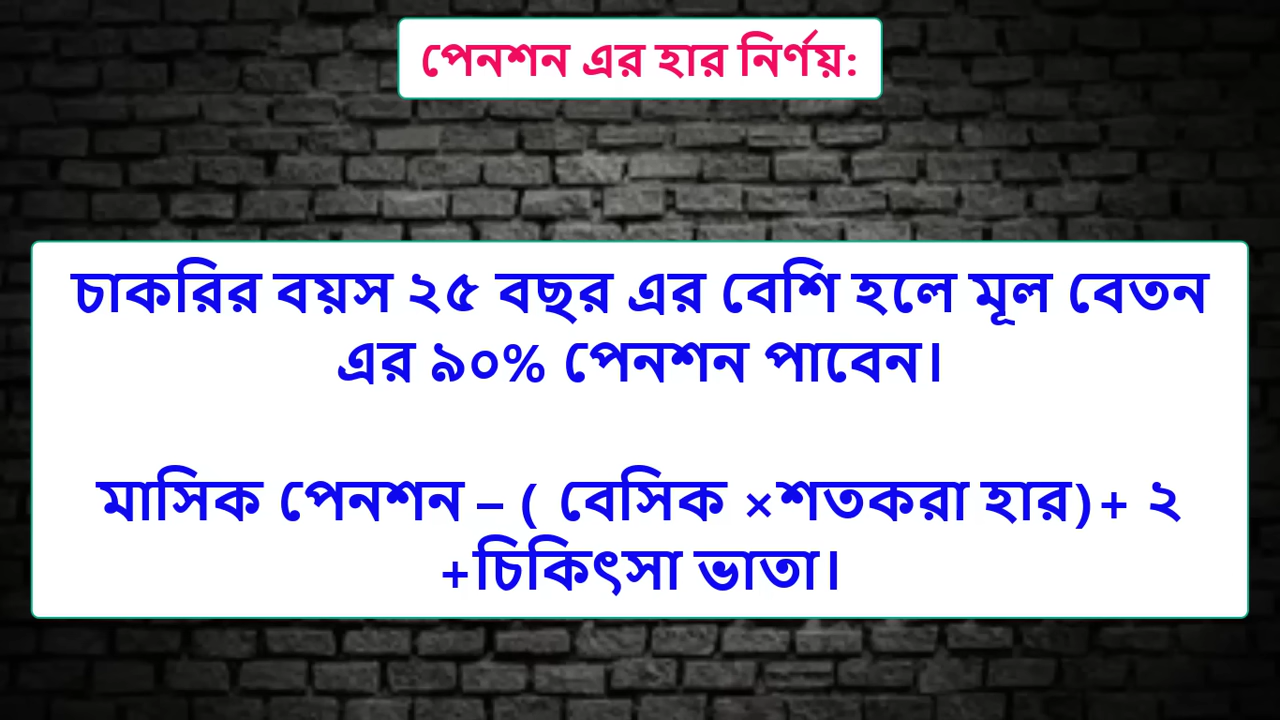 পেনশন এর হার নির্ণয়:
চাকরির বয়স ২৫ বছর এর বেশি হলে মূল বেতন
এর ৯০% পেনশন পাবেন।
মাসিক পেনশন – ( বেসিক ×শতকরা হার)+ ২
+চিকিৎসা ভাতা।